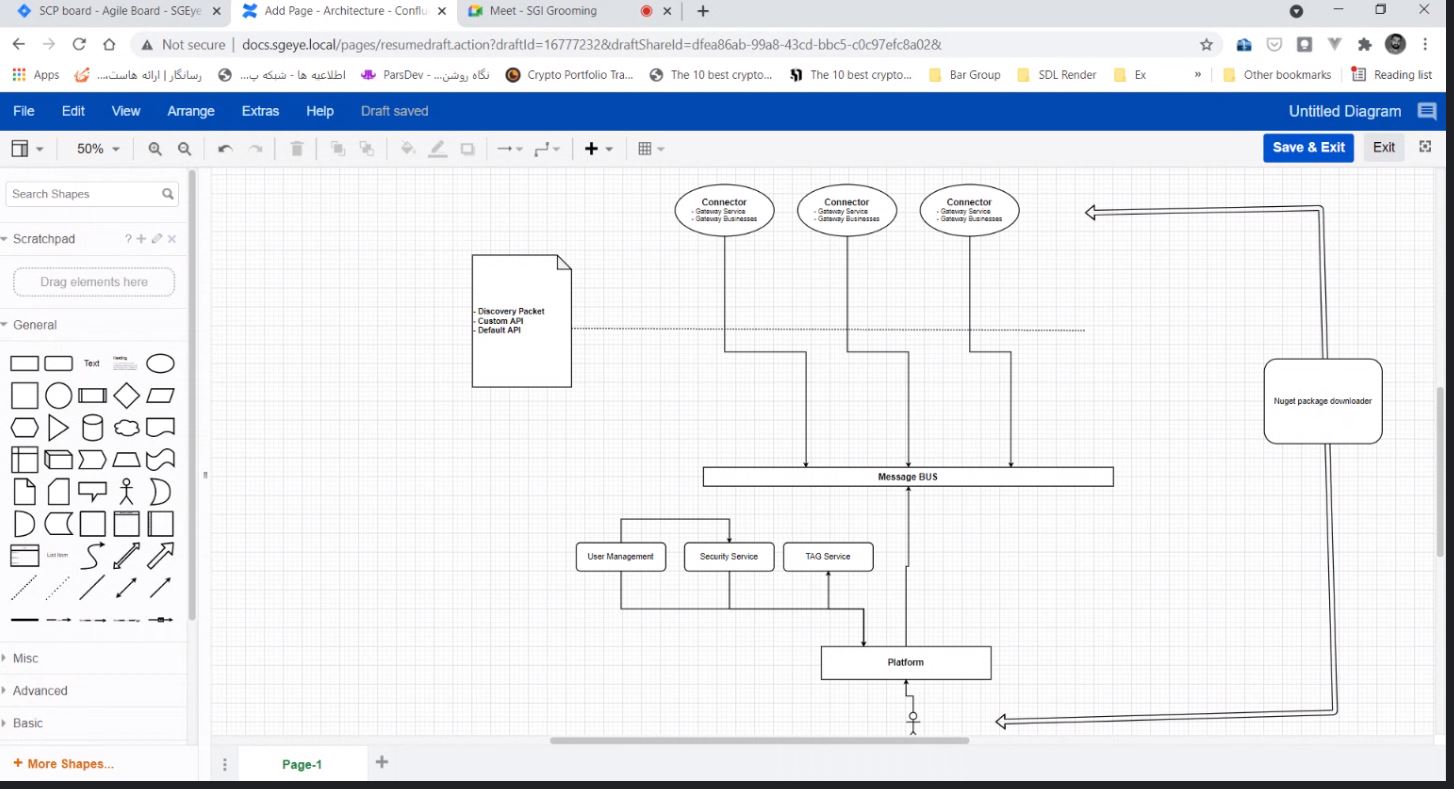 SCP board - Agile Board - SGEye
Add Page - Architecture - Conflu
Meet - SGI Grooming
Not secure | docs.sgeye.local/pages/resumedraft.action?draftId=16777232&draftShareId=dfea86ab-99a8-43cd-bbc5-c0c97efc8a02&
Apps
رسانگار | ارائه هاست،...
اطلاعیه ها - شبکه پ...
ParsDev - نگاه روشن...
Crypto Portfolio Tra...
The 10 best crypto...
The 10 best crypto...
Bar Group
SDL Render
Ex
»
Other bookmarks
Reading list
File Edit View Arrange Extras Help Draft saved
Untitled Diagram
50%
Save & Exit
Exit
Search Shapes
Scratchpad
Drag elements here
General
Text
Heading
List Item
Misc
Advanced
Basic
+ More Shapes...
Connector
- Gateway Service
- Gateway Businesses
Connector
- Gateway Service
- Gateway Businesses
Connector
- Gateway Service
- Gateway Businesses
- Discovery Packet
- Custom API
- Default API
Nuget package downloader
Message BUS
User Management
Security Service
TAG Service
Platform
Page-1